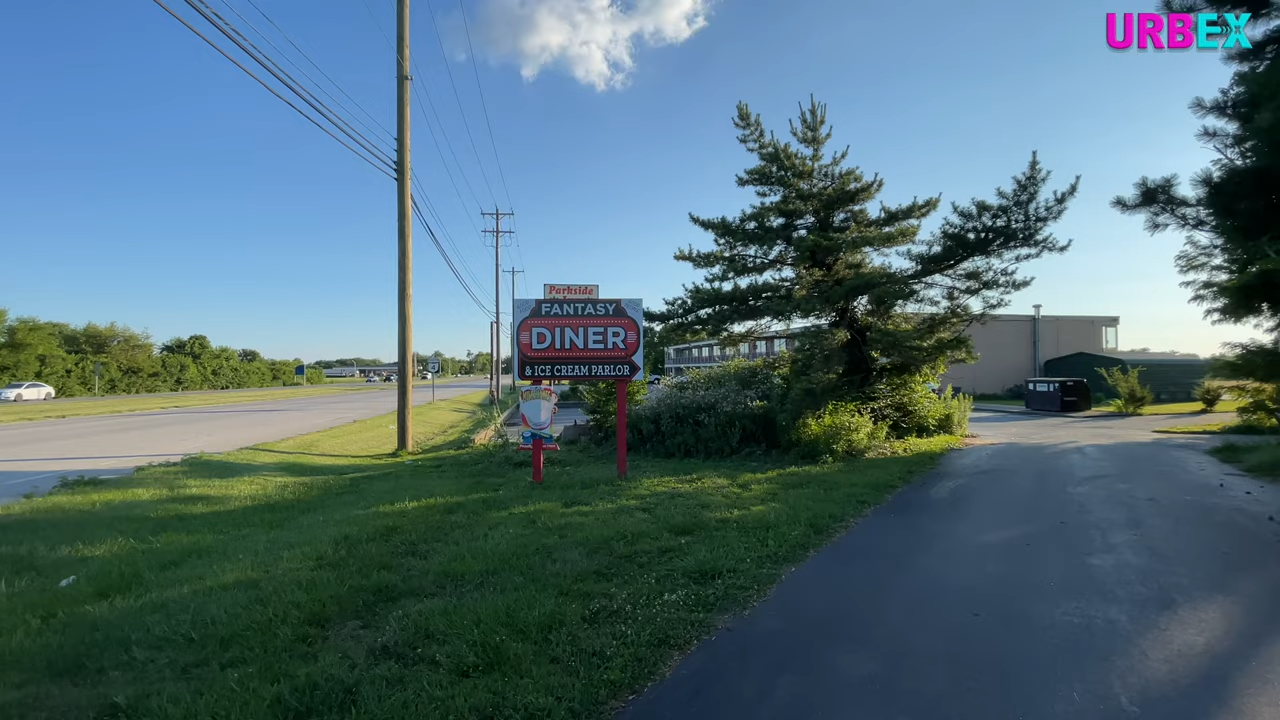 URBEX
Parkside
FANTASY
DINER
& ICE CREAM PARLOR